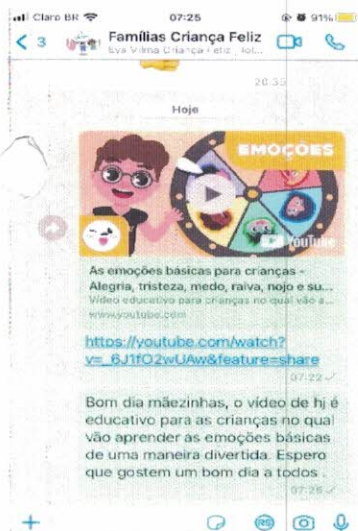 Claro BR
07:25
91%
3
Famílias Criança Feliz
Eva Vilma Criança Feliz
20:35
Hoje
EMOÇÕES
YouTube
As emoções básicas para crianças -
Alegria, tristeza, medo, raiva, nojo e su...
Vídeo educativo para crianças no qual vão a...
www.youtube.com
https://youtube.com/watch?
v=_6J1fO2wUAw&feature=share
07:22
Bom dia mãezinhas, o vídeo de hj é
educativo para as crianças no qual
vão aprender as emoções básicas
de uma maneira divertida. Espero
que gostem um bom dia a todos .